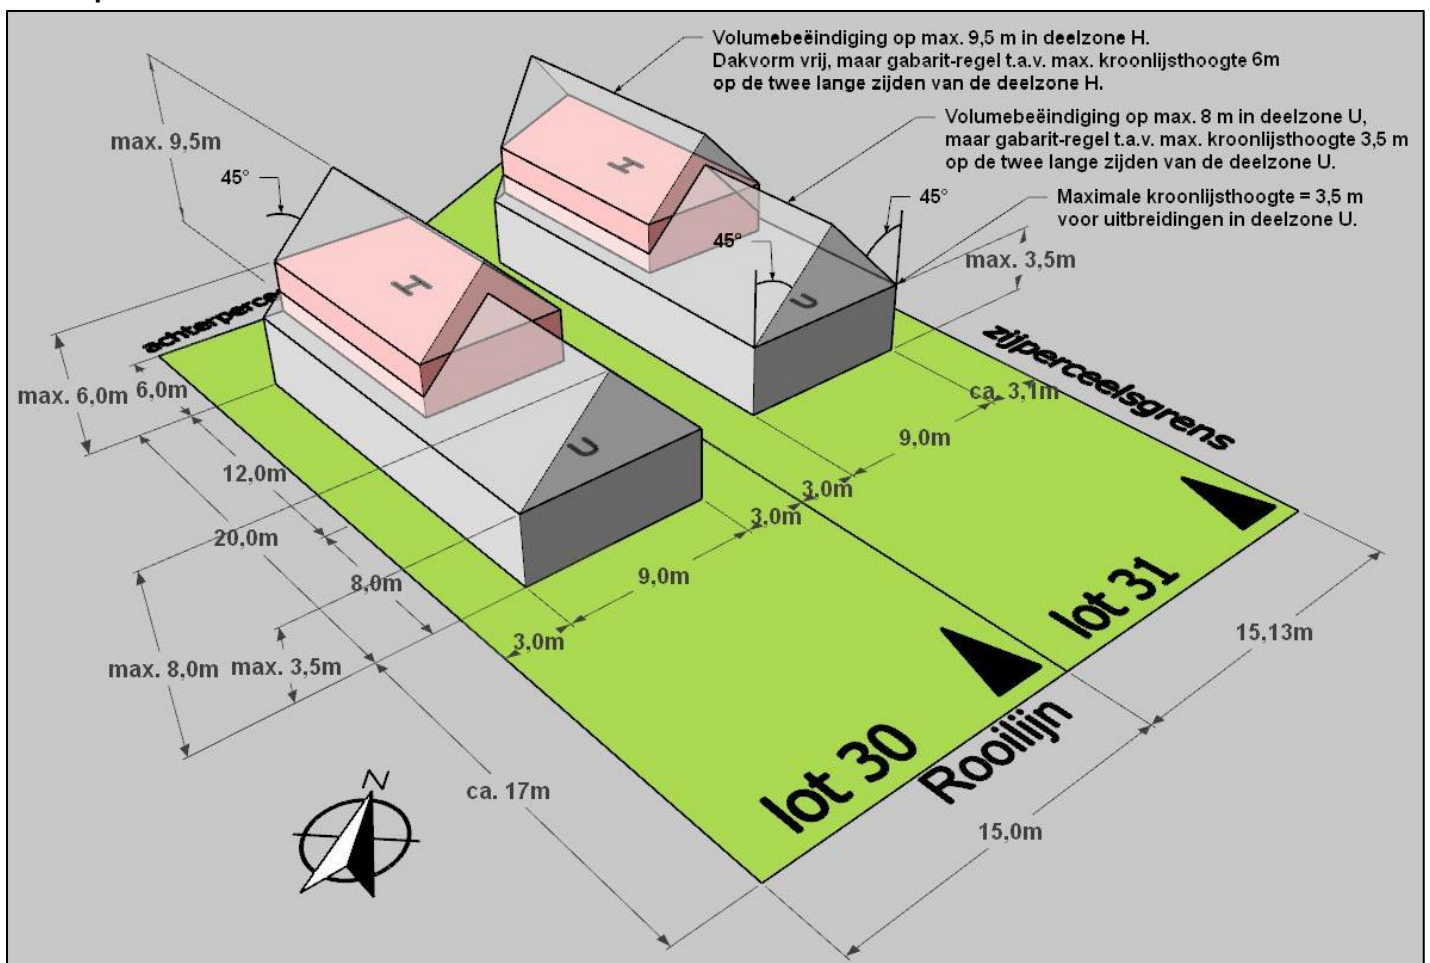 Volumebeëindiging op max. 9,5 m in deelzone H.
Dakvorm vrij, maar gabarit-regel t.a.v. max. kroonlijsthoogte 6m
op de twee lange zijden van de deelzone H.
Volumebeëindiging op max. 8 m in deelzone U,
maar gabarit-regel t.a.v. max. kroonlijsthoogte 3,5 m
op de twee lange zijden van de deelzone U.
Maximale kroonlijsthoogte = 3,5 m
voor uitbreidingen in deelzone U.
max. 9,5m
45°
H
45°
45°
U
max. 3,5m
H
U
zijperceelsgrens
max. 6,0m
6,0m
ca. 3,1m
9,0m
12,0m
3,0m
3,0m
20,0m
8,0m
9,0m
3,0m
max. 8,0m
max. 3,5m
lot 31
15,13m
lot 30
Rooilijn
ca. 17m
15,0m
N